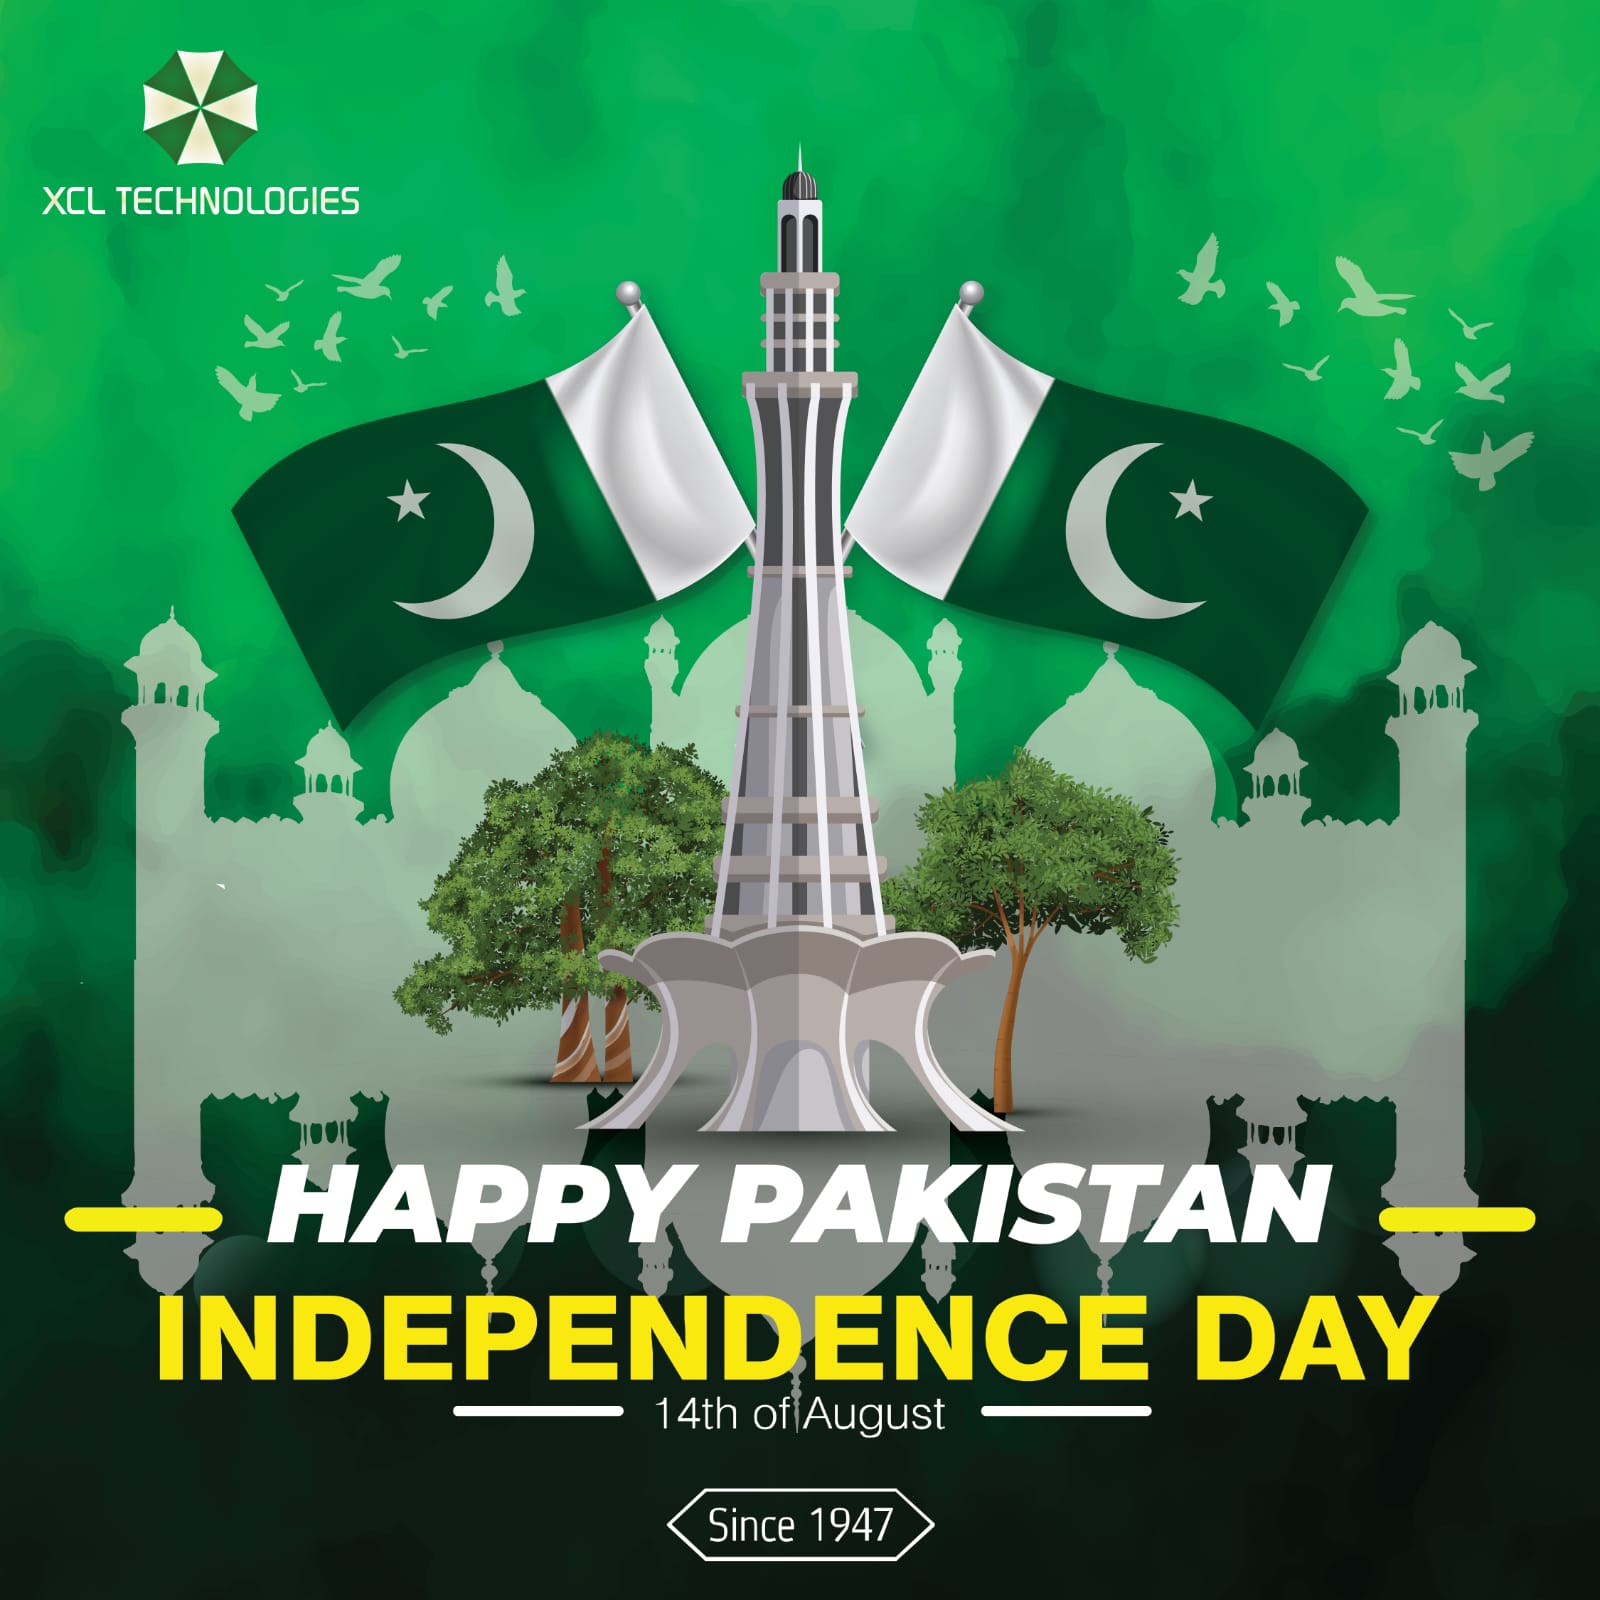 XCL TECHNOLOGIES
HAPPY PAKISTAN
INDEPENDENCE DAY
14th of August
Since 1947